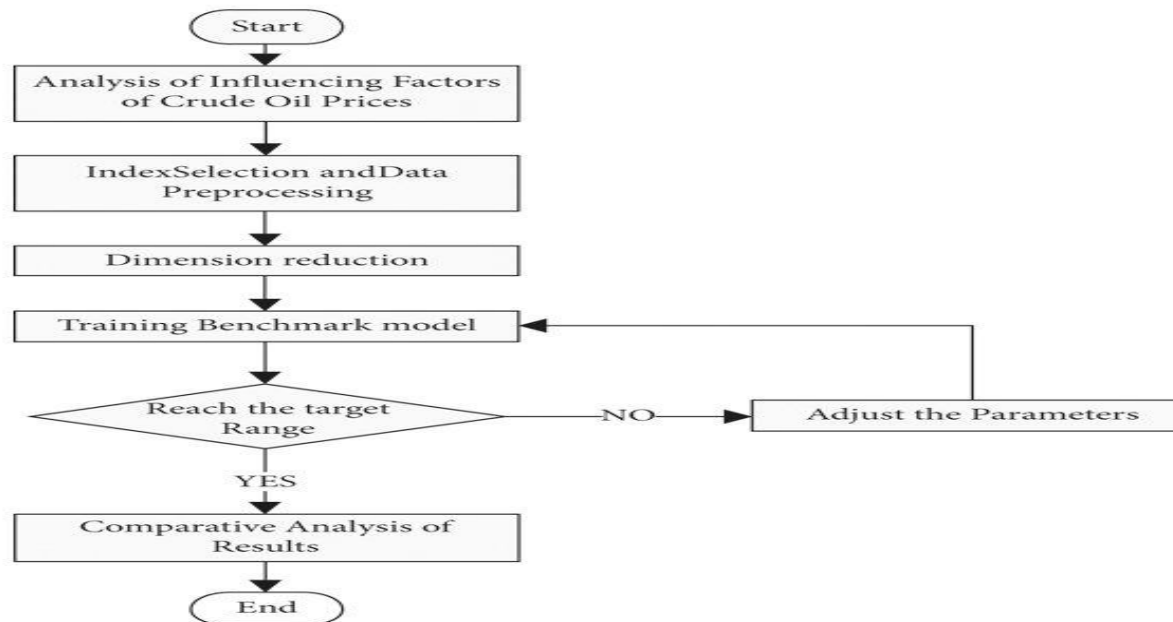 Start
Analysis of Influencing Factors
of Crude Oil Prices
IndexSelection andData
Preprocessing
Dimension reduction
Training Benchmark model
Reach the target
Range
NO
Adjust the Parameters
YES
Comparative Analysis of
Results
End